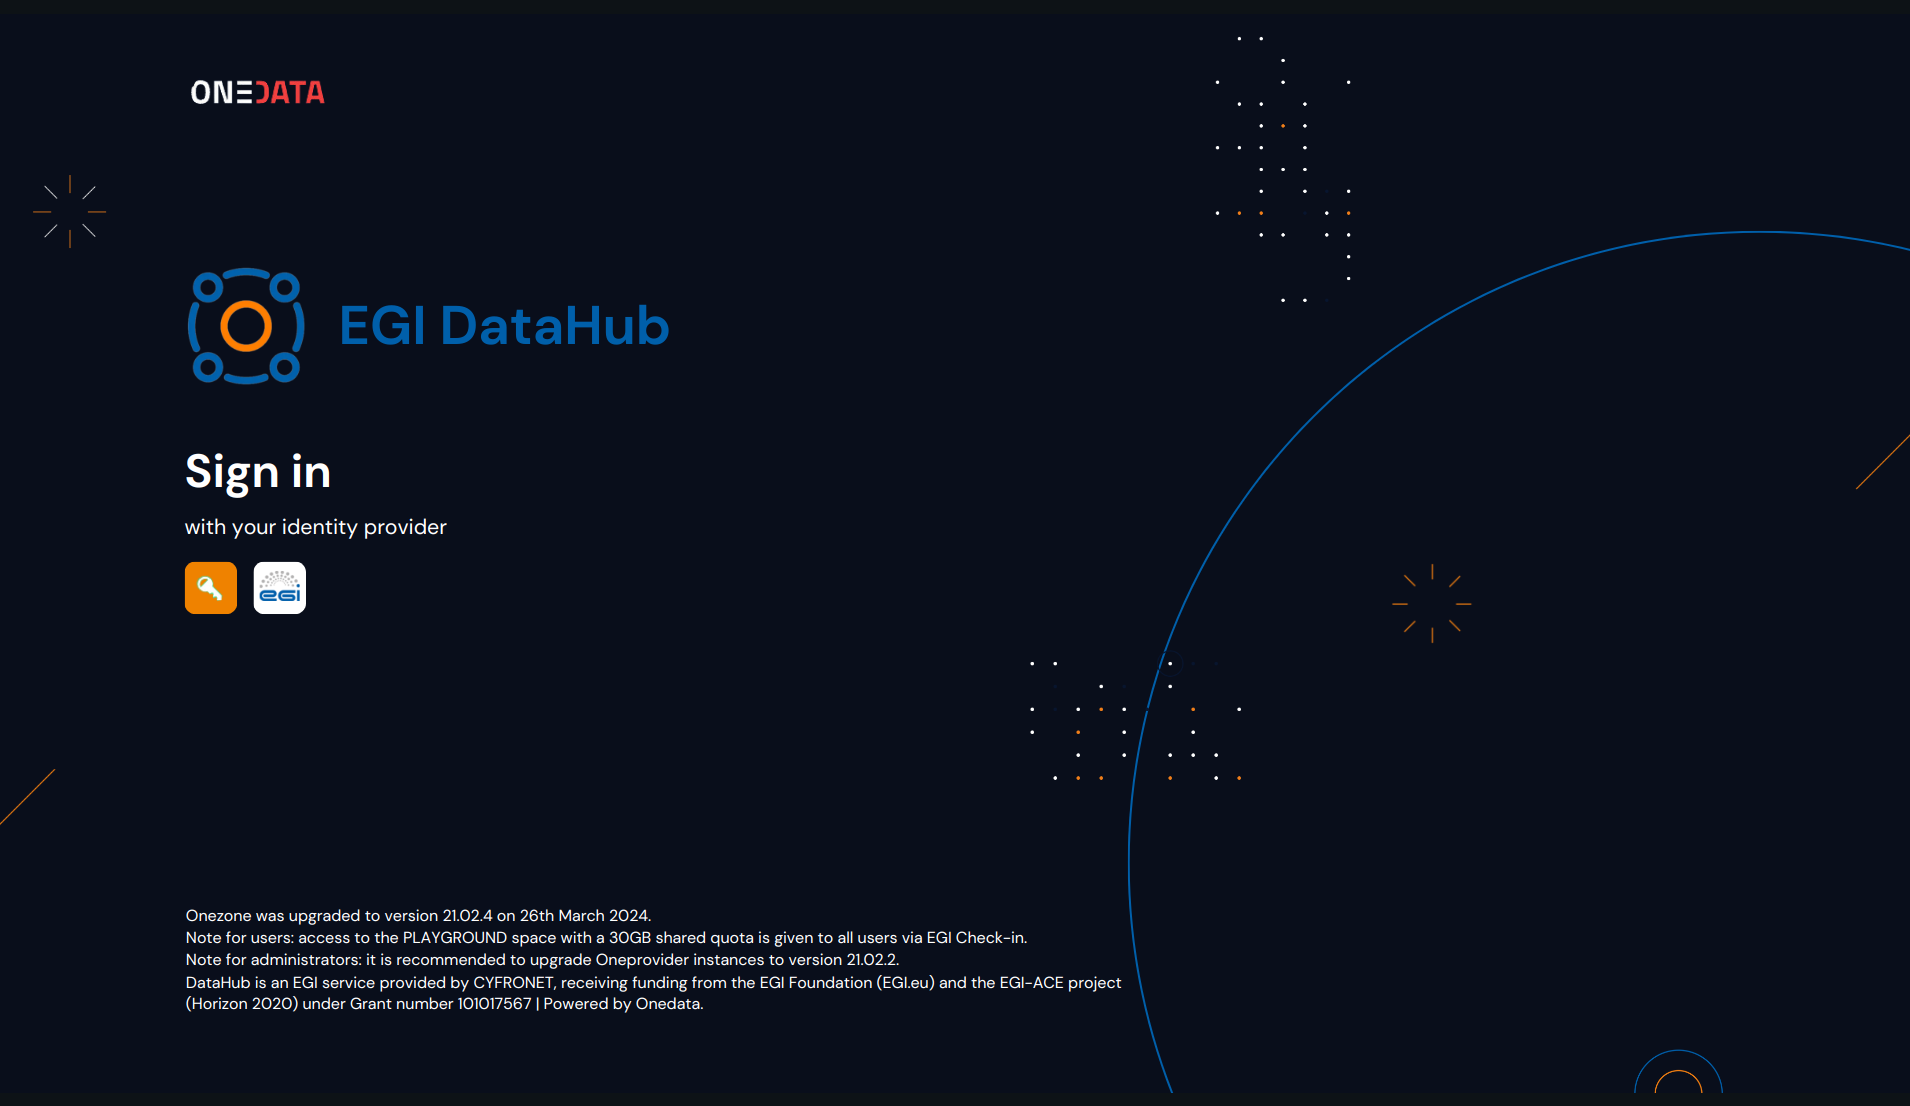 ONEDATA
EGI DataHub
Sign in
with your identity provider
egi
Onezone was upgraded to version 21.02.4 on 26th March 2024.
Note for users: access to the PLAYGROUND space with a 30GB shared quota is given to all users via EGI Check-in.
Note for administrators: it is recommended to upgrade Oneprovider instances to version 21.02.2.
DataHub is an EGI service provided by CYFRONET, receiving funding from the EGI Foundation (EGI.eu) and the EGI-ACE project
(Horizon 2020) under Grant number 101017567 | Powered by Onedata.